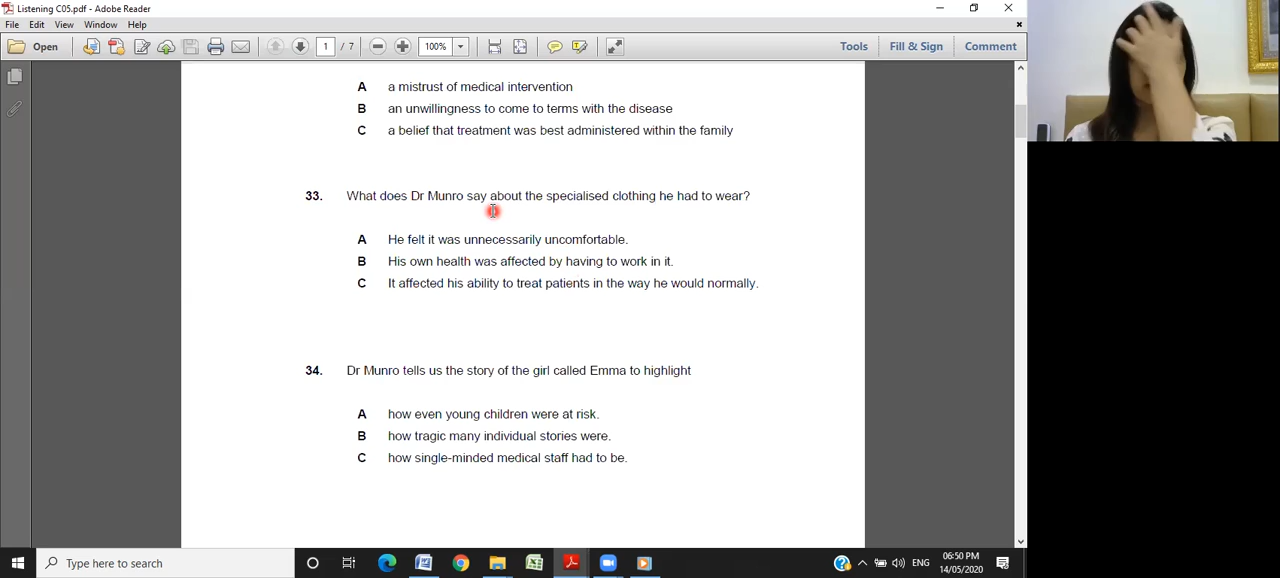 Listening C05.pdf - Adobe Reader
File Edit View Window Help
Open 1 / 7 100% Tools Fill & Sign Comment
A a mistrust of medical intervention
B an unwillingness to come to terms with the disease
C a belief that treatment was best administered within the family
33. What does Dr Munro say about the specialised clothing he had to wear?
A He felt it was unnecessarily uncomfortable.
B His own health was affected by having to work in it.
C It affected his ability to treat patients in the way he would normally.
34. Dr Munro tells us the story of the girl called Emma to highlight
A how even young children were at risk.
B how tragic many individual stories were.
C how single-minded medical staff had to be.
Type here to search
ENG
06:50 PM
14/05/2020